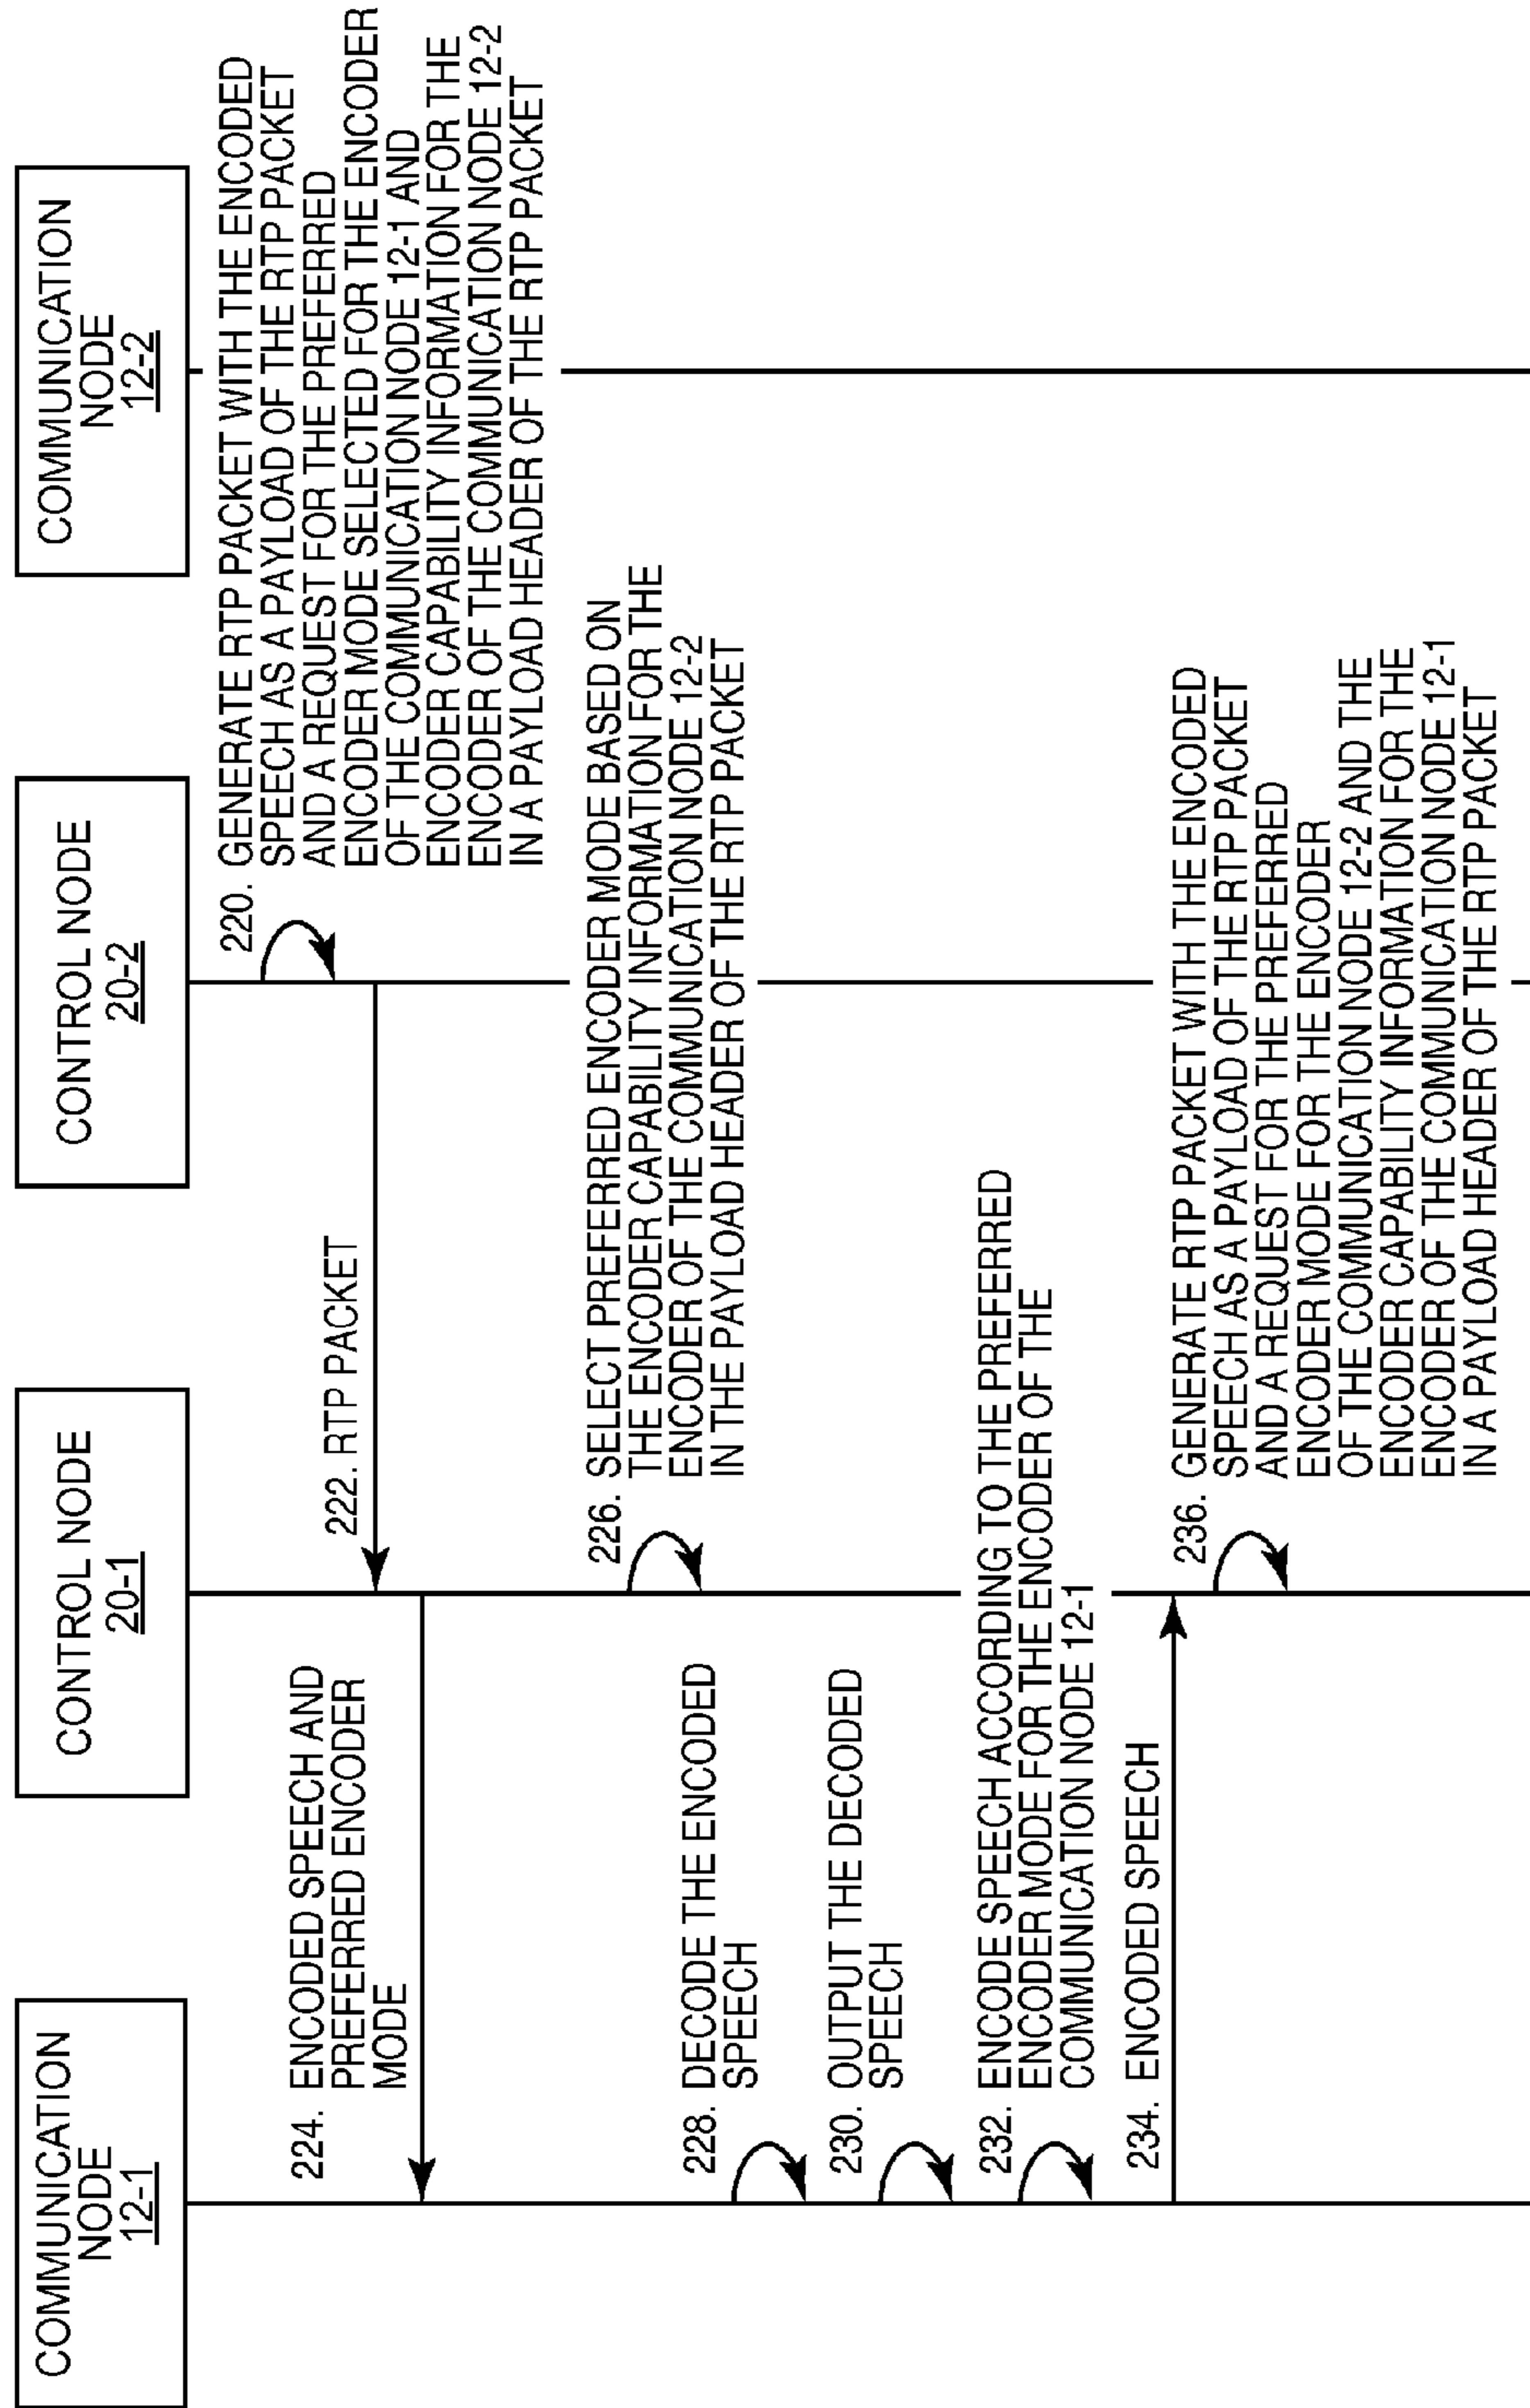 COMMUNICATION
NODE
12-1
CONTROL NODE
20-1
CONTROL NODE
20-2
COMMUNICATION
NODE
12-2
220. GENERATE RTP PACKET WITH THE ENCODED
SPEECH AS A PAYLOAD OF THE RTP PACKET
AND A REQUEST FOR THE PREFERRED
ENCODER MODE SELECTED FOR THE ENCODER
OF THE COMMUNICATION NODE 12-1 AND
ENCODER CAPABILITY INFORMATION FOR THE
ENCODER OF THE COMMUNICATION NODE 12-2
IN A PAYLOAD HEADER OF THE RTP PACKET
222. RTP PACKET
224. ENCODED SPEECH AND
PREFERRED ENCODER
MODE
226. SELECT PREFERRED ENCODER MODE BASED ON
THE ENCODER CAPABILITY INFORMATION FOR THE
ENCODER OF THE COMMUNICATION NODE 12-2
IN THE PAYLOAD HEADER OF THE RTP PACKET
228. DECODE THE ENCODED
SPEECH
230. OUTPUT THE DECODED
SPEECH
232. ENCODE SPEECH ACCORDING TO THE PREFERRED
ENCODER MODE FOR THE ENCODER OF THE
COMMUNICATION NODE 12-1
234. ENCODED SPEECH
236. GENERATE RTP PACKET WITH THE ENCODED
SPEECH AS A PAYLOAD OF THE RTP PACKET
AND A REQUEST FOR THE PREFERRED
ENCODER MODE FOR THE ENCODER
OF THE COMMUNICATION NODE 12-2 AND THE
ENCODER CAPABILITY INFORMATION FOR THE
ENCODER OF THE COMMUNICATION NODE 12-1
IN A PAYLOAD HEADER OF THE RTP PACKET